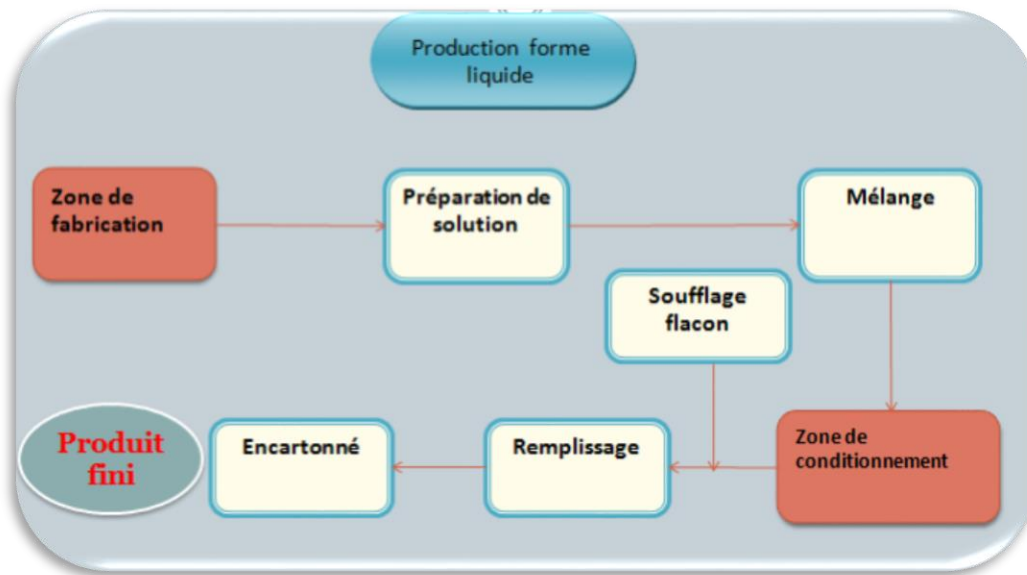 Production forme
liquide
Zone de
fabrication
Préparation de
solution
Mélange
Soufflage
flacon
Produit
fini
Encartonné
Remplissage
Zone de
conditionnement